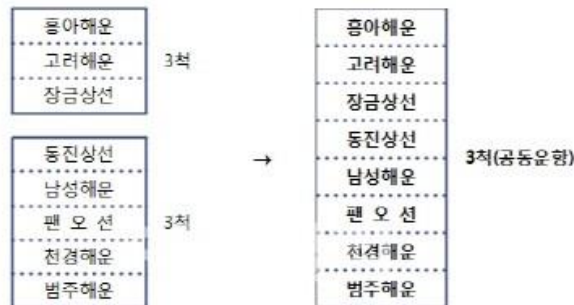 흥아해운
고려해운
장금상선
3척
동진상선
남성해운
팬 오 션
천경해운
범주해운
3척
→
흥아해운
고려해운
장금상선
동진상선
남성해운
팬 오 션
천경해운
범주해운
3척(공동운항)